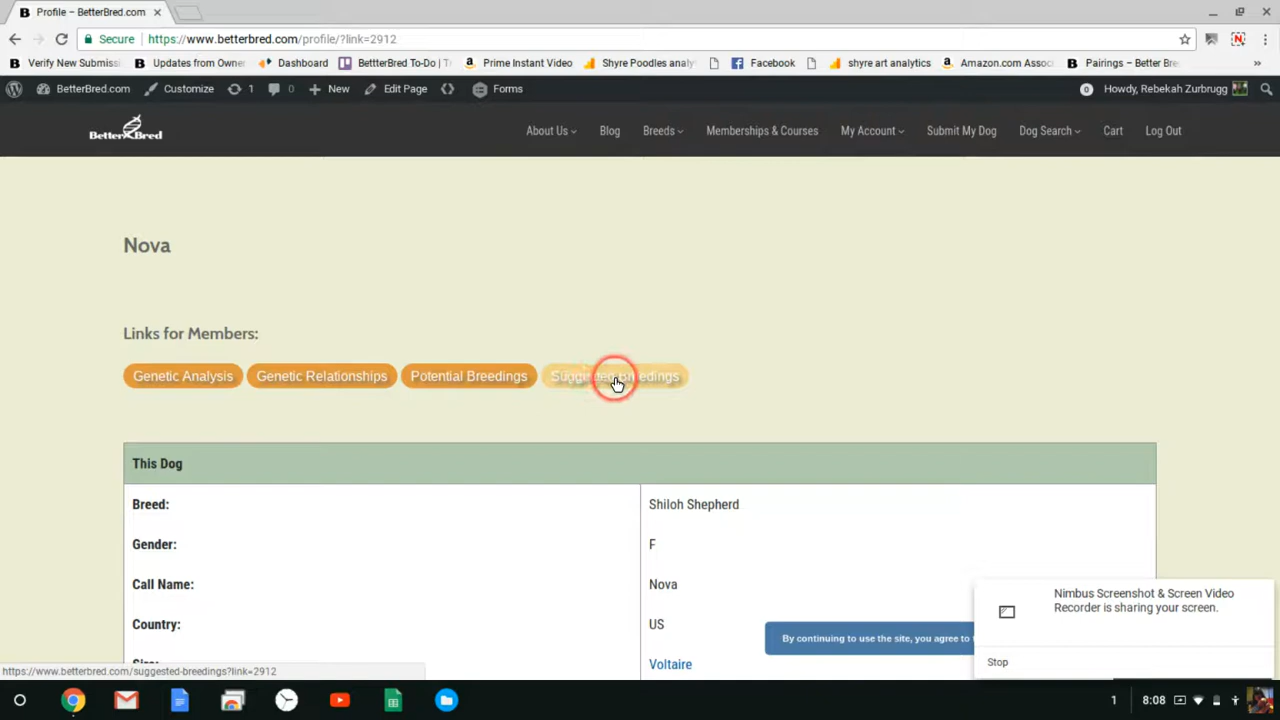 Profile – BetterBred.com
Secure https://www.betterbred.com/profile/?link=2912
Verify New Submiss Updates from Owner Dashboard BettterBred To-Do | T Prime Instant Video Shyre Poodles analy Facebook shyre art analytics Amazon.com Assoc Pairings – Better Bre »
BetterBred.com Customize 1 0 New Edit Page Forms 0 Howdy, Rebekah Zurbrugg
BetterBred About Us Blog Breeds Memberships & Courses My Account Submit My Dog Dog Search Cart Log Out
Nova
Links for Members:
Genetic Analysis Genetic Relationships Potential Breedings Suggested Breedings
This Dog
Breed: Shiloh Shepherd
Gender: F
Call Name: Nova
Country: US
Voltaire
Nimbus Screenshot & Screen Video
Recorder is sharing your screen.
By continuing to use the site, you agree to
Stop
https://www.betterbred.com/suggested-breedings?link=2912
1 8:08